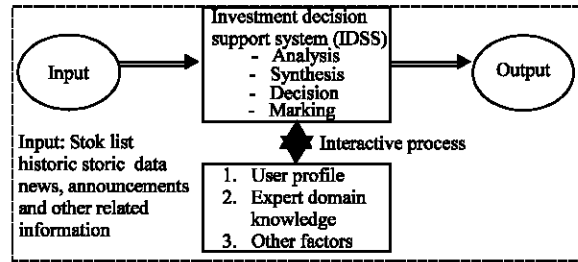 Input
Investment decision
support system (IDSS)
- Analysis
- Synthesis
- Decision
- Marking
Output
Input: Stok list
historic storic data
news, announcements
and other related
information
Interactive process
1. User profile
2. Expert domain
knowledge
3. Other factors